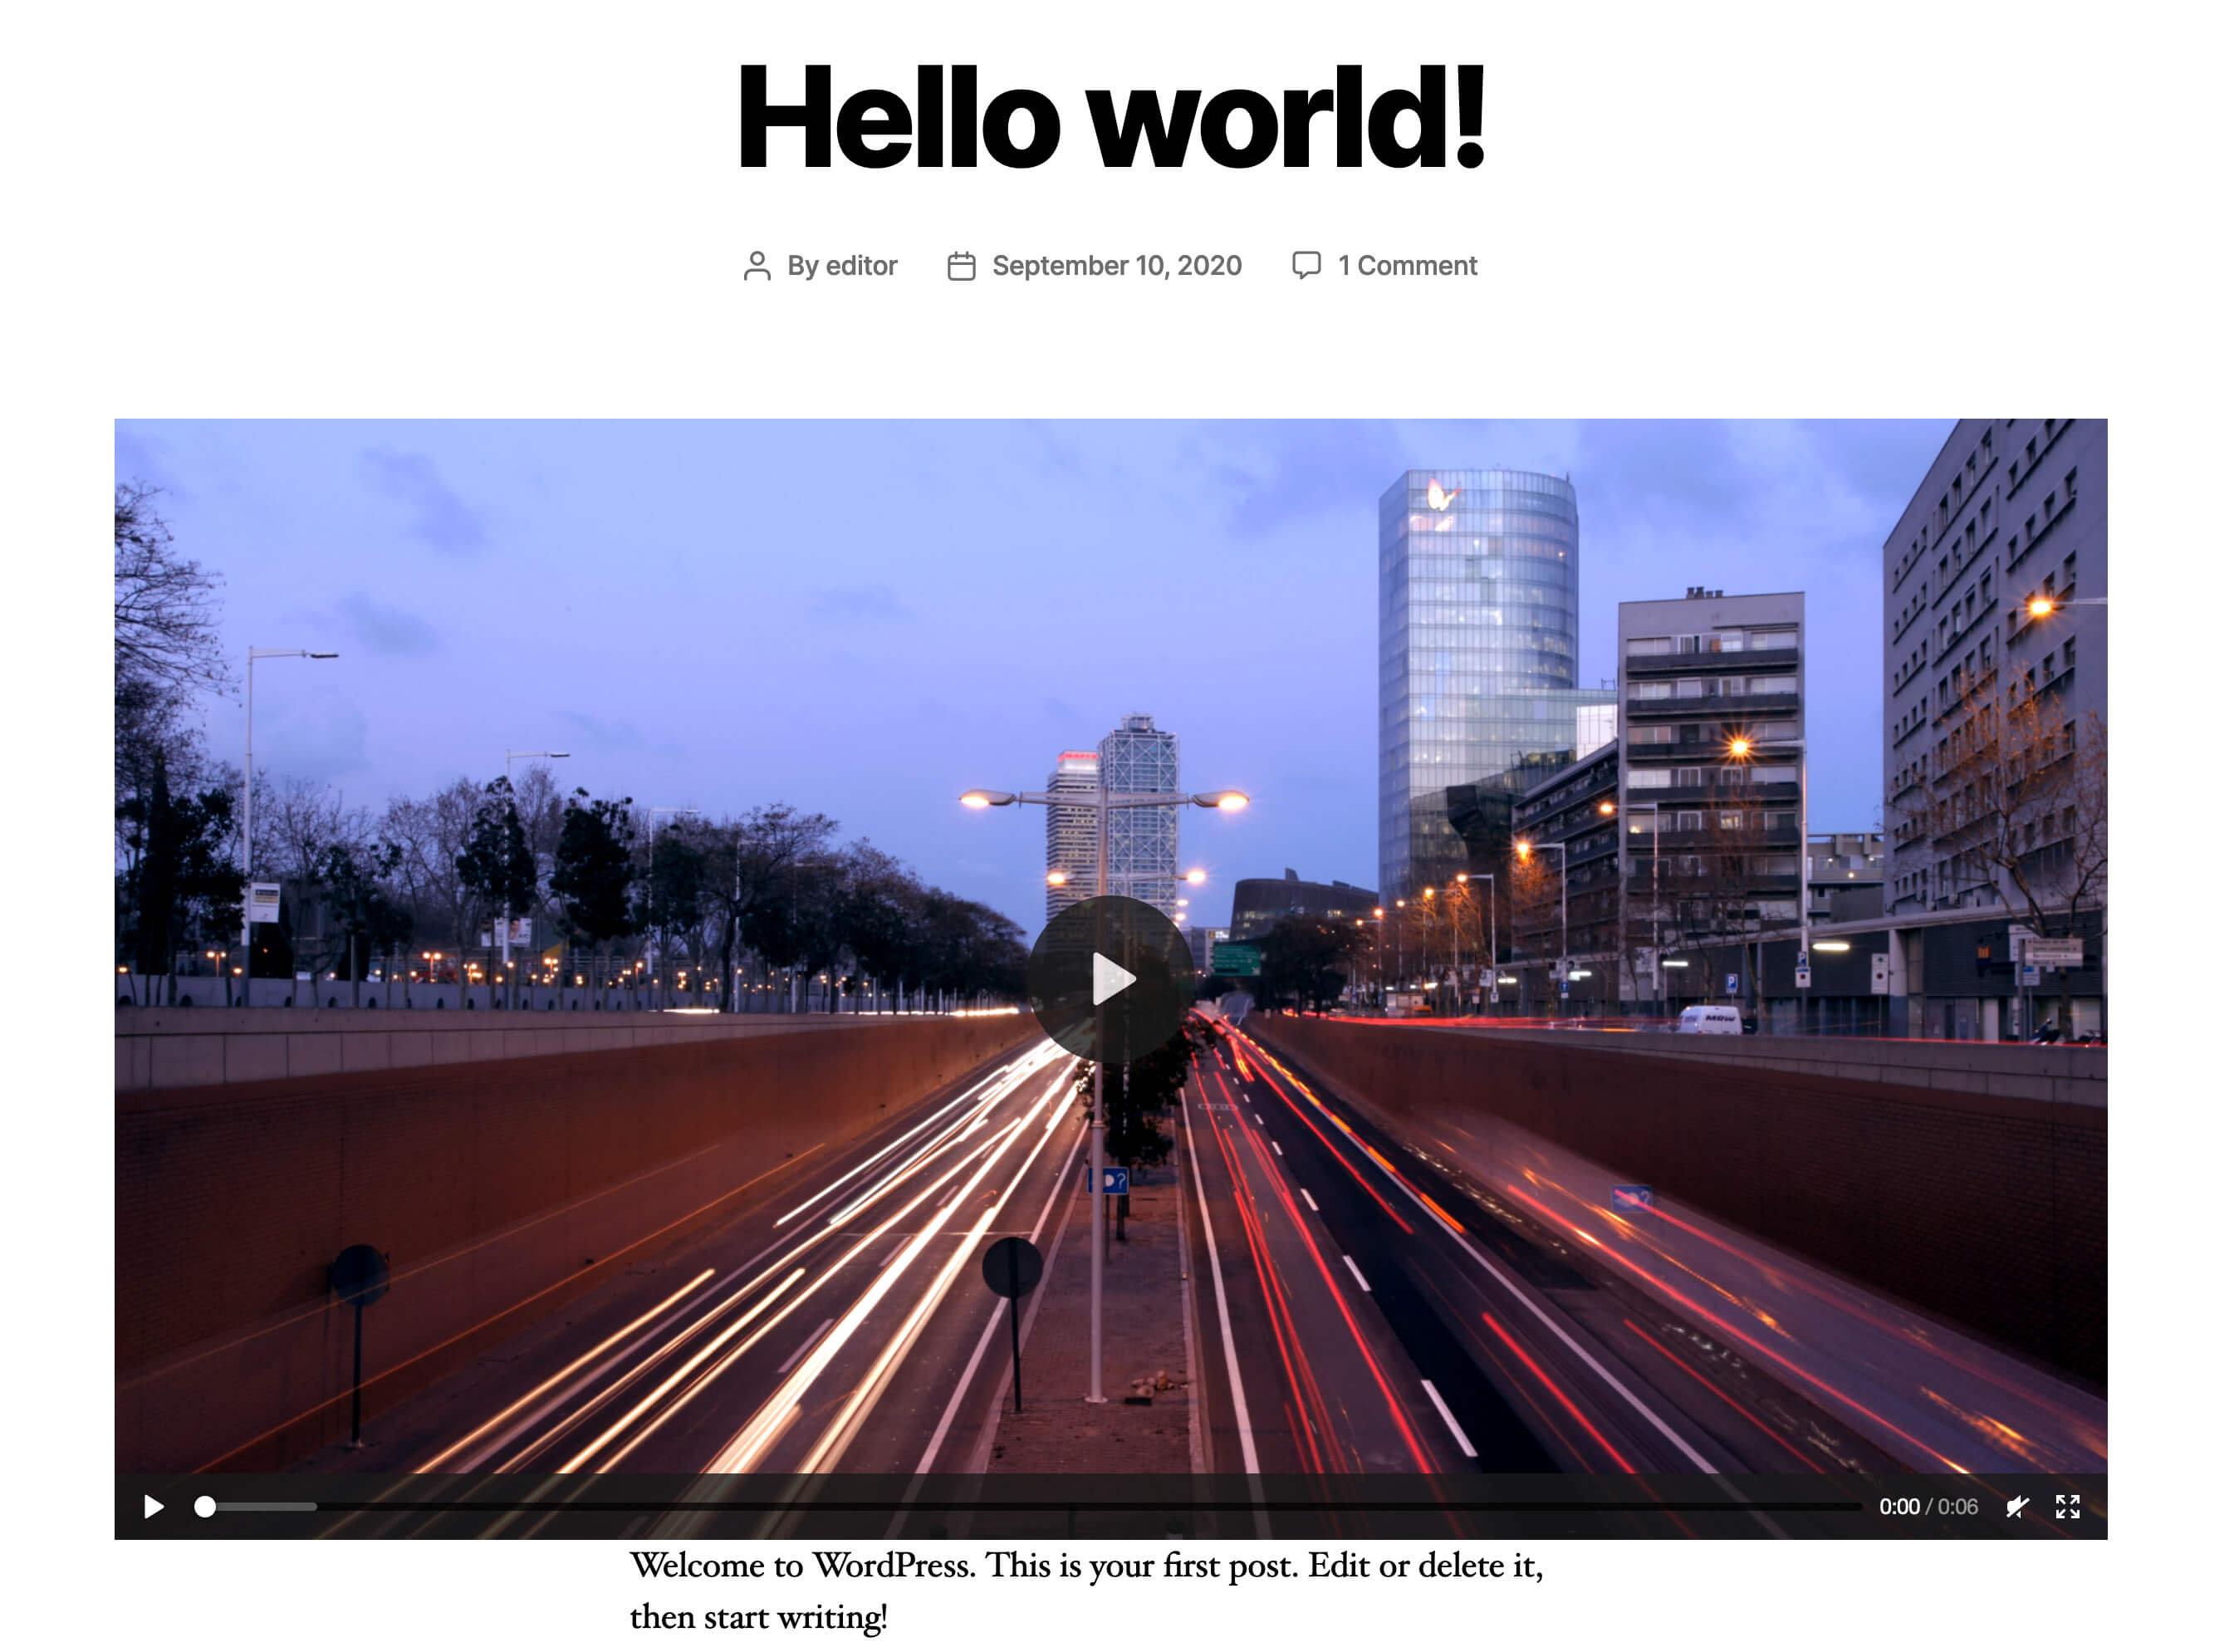 Hello world!
By editor
September 10, 2020
1 Comment
MRW
0:00 / 0:06
Welcome to WordPress. This is your first post. Edit or delete it,
then start writing!